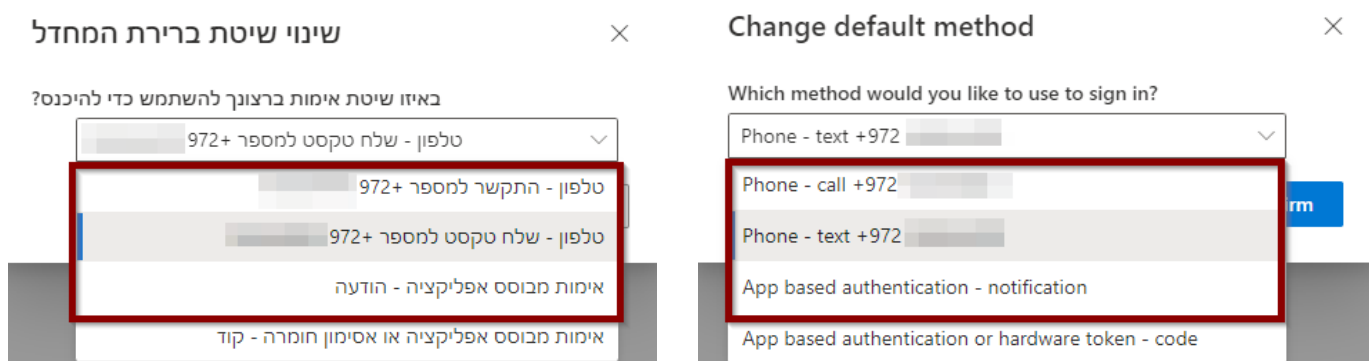 שינוי שיטת ברירת המחדל
באיזו שיטת אימות ברצונך להשתמש כדי להיכנס?
טלפון - שלח טקסט למספר +972
טלפון - התקשר למספר +972
טלפון - שלח טקסט למספר +972
אימות מבוסס אפליקציה - הודעה
אימות מבוסס אפליקציה או אסימון חומרה - קוד
Change default method
Which method would you like to use to sign in?
Phone - text +972
Phone - call +972
Phone - text +972
App based authentication - notification
App based authentication or hardware token - code